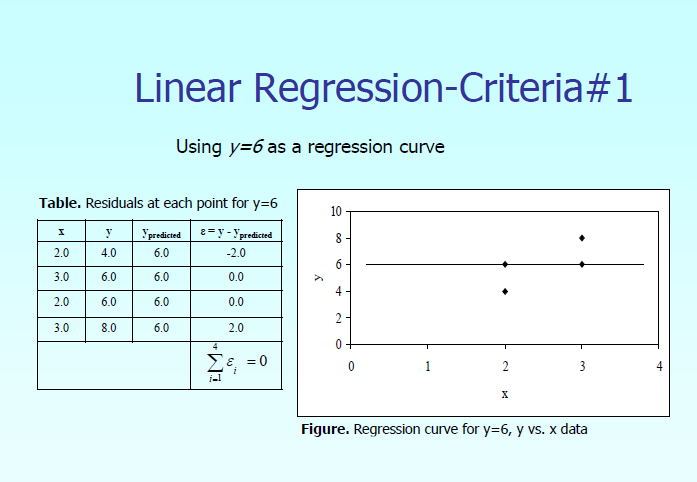 Linear Regression-Criteria#1
Using y=6 as a regression curve
Table. Residuals at each point for y=6
x y ypredicted ε = y - ypredicted
2.0 4.0 6.0 -2.0
3.0 6.0 6.0 0.0
2.0 6.0 6.0 0.0
3.0 8.0 6.0 2.0
4
∑ εi = 0
i=1
10
8
6
4
2
0
y
0 1 2 3 4
x
Figure. Regression curve for y=6, y vs. x data